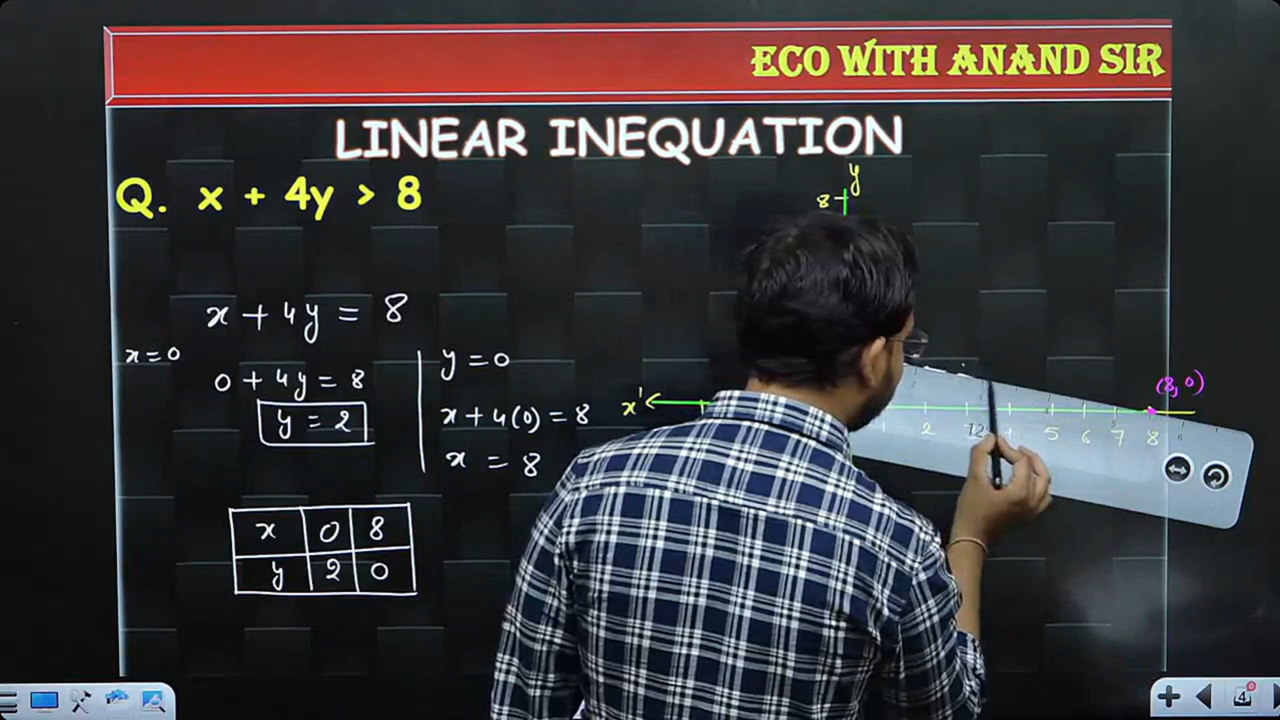 ECO WITH ANAND SIR
LINEAR INEQUATION
Q. x + 4y > 8
y
8
x + 4y = 8
x = 0
0 + 4y = 8
y = 2
y = 0
x + 4(0) = 8
x = 8
x 0 8
y 2 0
x'
(8, 0)
2 5 6 7 8
4